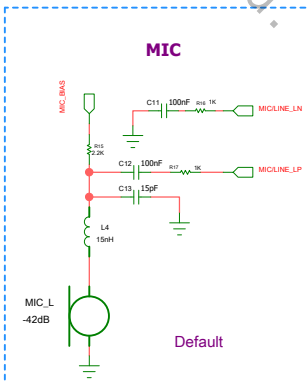 MIC
MIC_BIAS
C11 100nF R16 1K
MIC/LINE_LN
R15
2.2K
C12 100nF R17 1K
MIC/LINE_LP
C13 15pF
L4
15nH
MIC_L
-42dB
Default